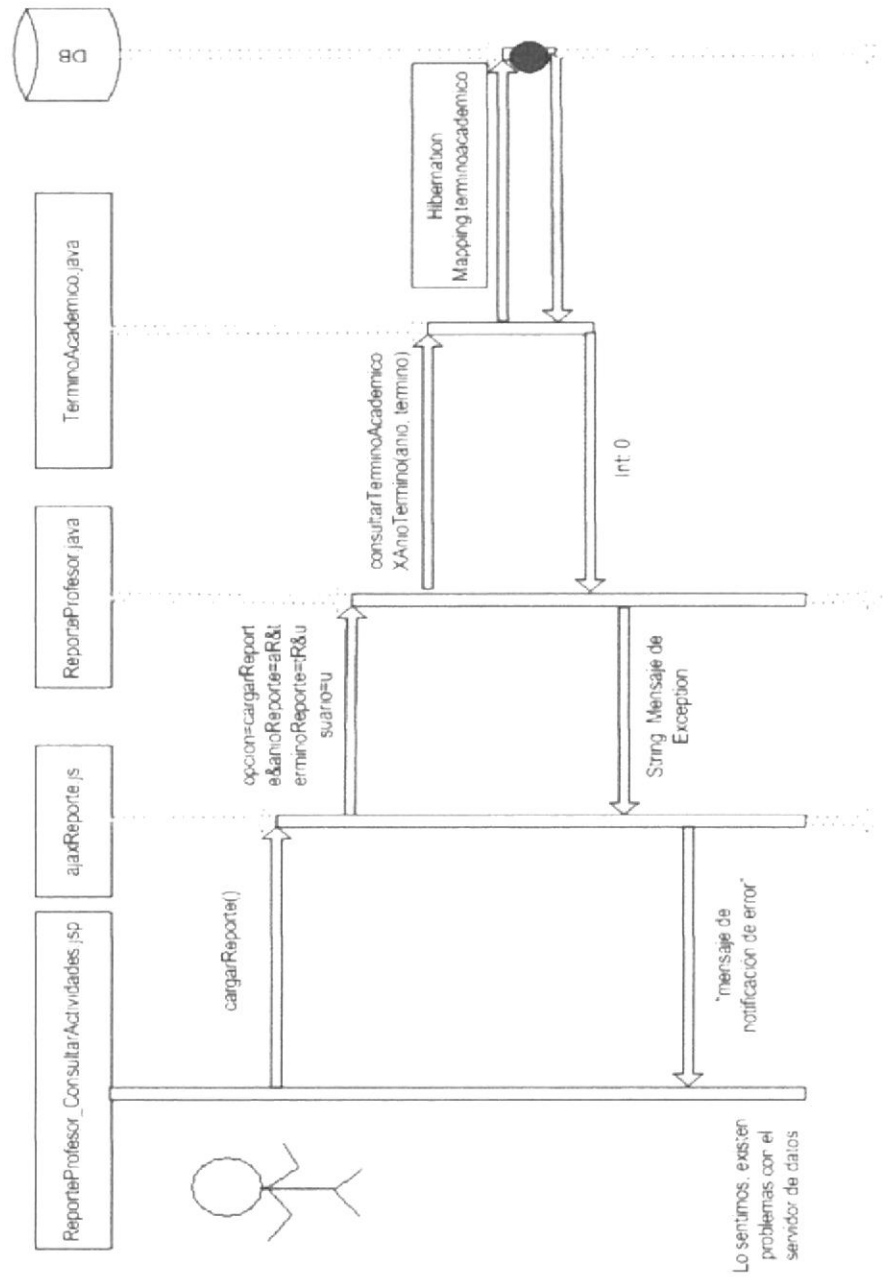 ReporteProfesor_ConsultarActividades.jsp
ajaxReporte.js
ReporteProfesor.java
TerminoAcademico.java
DB
cargarReporte()
opcion=cargarReport
e&anioReporte=aR&t
erminoReporte=tR&u
suario=u
consultarTerminoAcademico
XAnioTermino(anio, termino)
Hibernation
Mapping terminoacademico
Int: 0
String Mensaje de
Exception
"mensaje de
notificación de error"
Lo sentimos, existen
problemas con el
servidor de datos